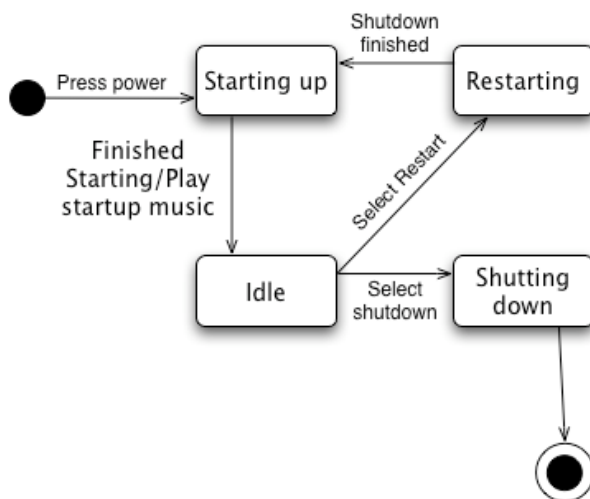 Shutdown
finished
Press power
Starting up
Restarting
Finished
Starting/Play
startup music
Select Restart
Idle
Select
shutdown
Shutting
down